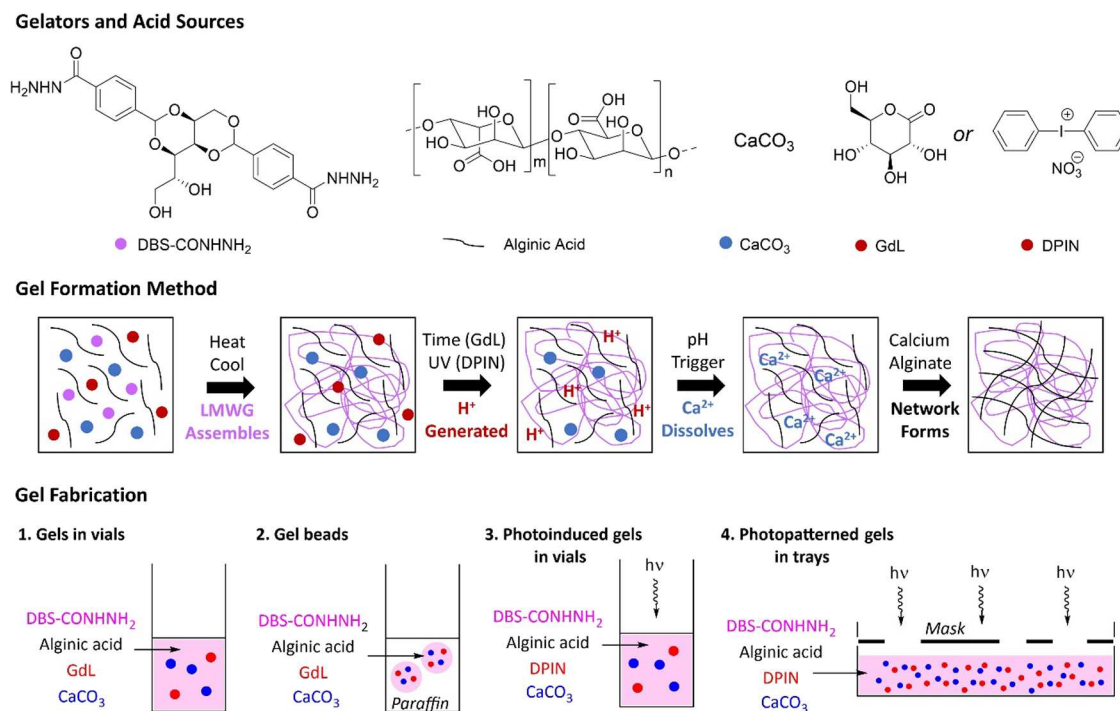 Gelators and Acid Sources
H₂NHN
O
O
O
O
O
OH
HO
O
NHNH₂
O
HO
OH
HO
O
O
m
O
OH
O
HO
OH
O
O
n
CaCO₃
OH
O
O
HO
OH
OH
or
I
+
NO₃
−
DBS-CONHNH₂
Alginic Acid
CaCO₃
GdL
DPIN
Gel Formation Method
Heat
Cool
LMWG
Assembles
Time (GdL)
UV (DPIN)
H⁺
Generated
H⁺
H⁺
H⁺
H⁺
pH
Trigger
Ca²⁺
Dissolves
Ca²⁺
Ca²⁺
Ca²⁺
Ca²⁺
Calcium
Alginate
Network
Forms
Gel Fabrication
1. Gels in vials
DBS-CONHNH₂
Alginic acid
GdL
CaCO₃
2. Gel beads
DBS-CONHNH₂
Alginic acid
GdL
CaCO₃
Paraffin
3. Photoinduced gels
in vials
hν
DBS-CONHNH₂
Alginic acid
DPIN
CaCO₃
4. Photopatterned gels
in trays
hν
hν
hν
DBS-CONHNH₂
Mask
Alginic acid
DPIN
CaCO₃